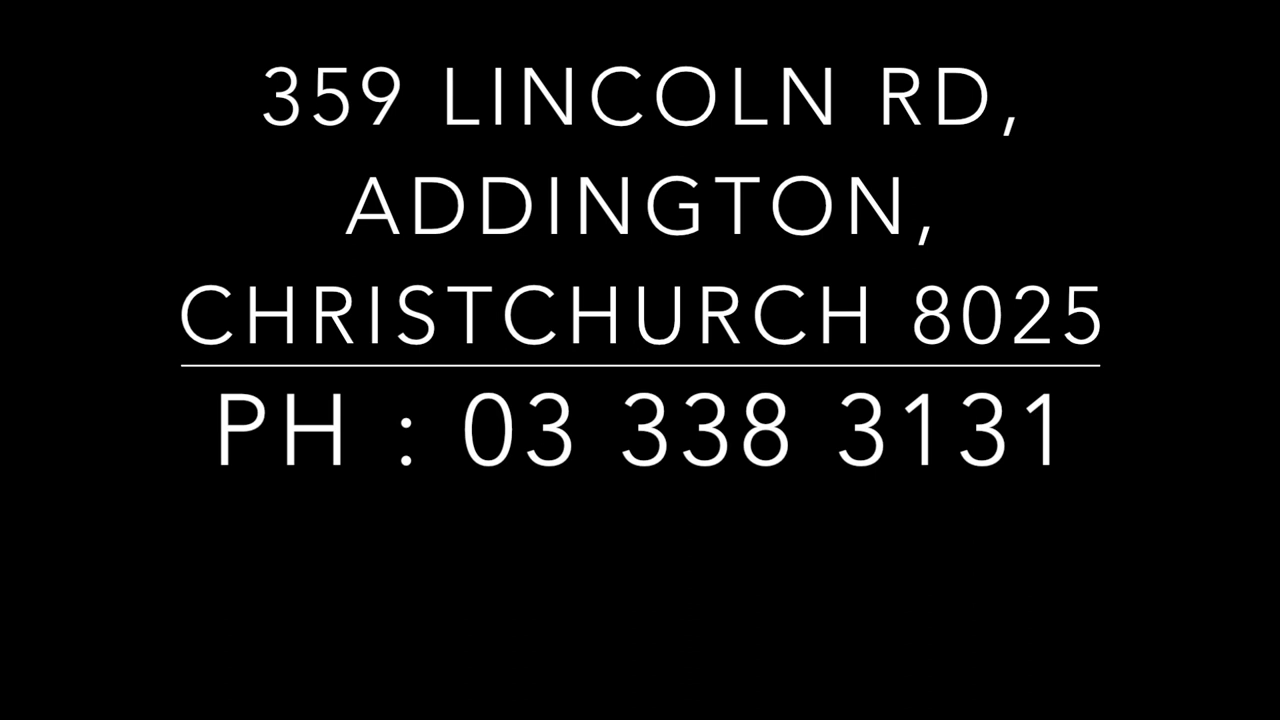 359 LINCOLN RD,
ADDINGTON,
CHRISTCHURCH 8025
PH : 03 338 3131